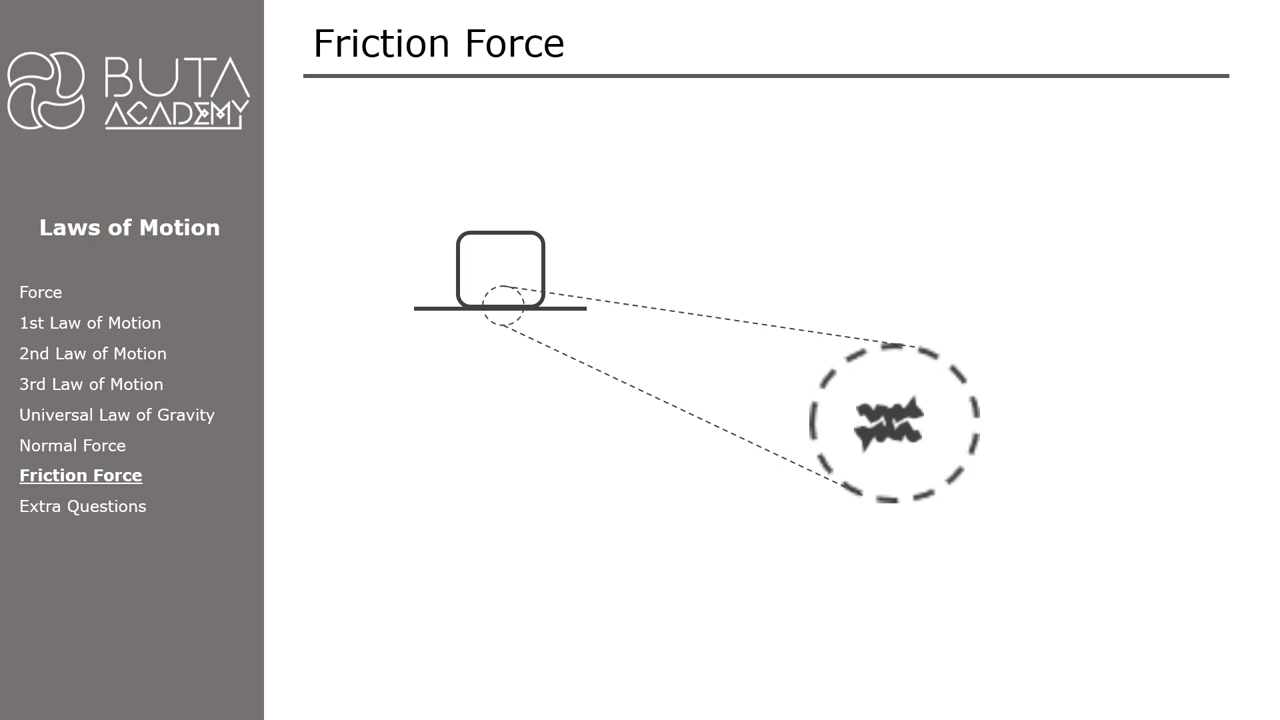 BUTA
ACADEMY
Friction Force
Laws of Motion
Force
1st Law of Motion
2nd Law of Motion
3rd Law of Motion
Universal Law of Gravity
Normal Force
Friction Force
Extra Questions